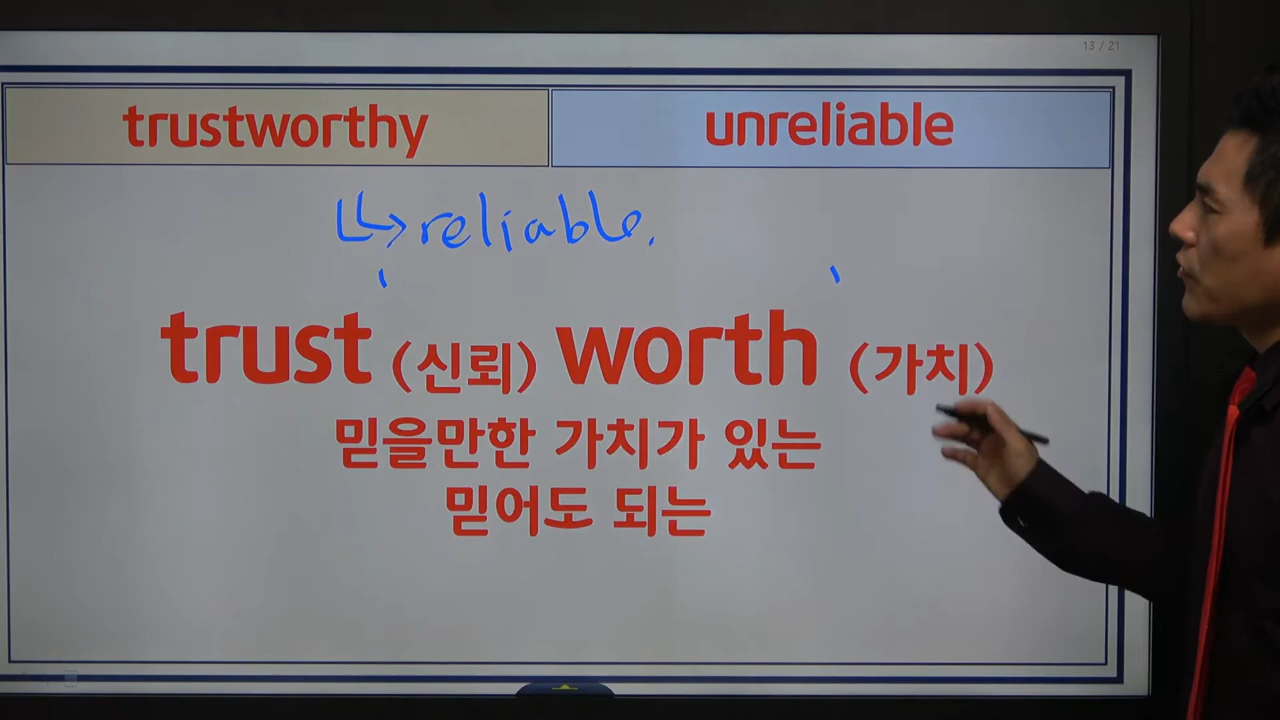 13 / 21
trustworthy
unreliable
reliable.
trust (신뢰) worth (가치)
믿을만한 가치가 있는
믿어도 되는